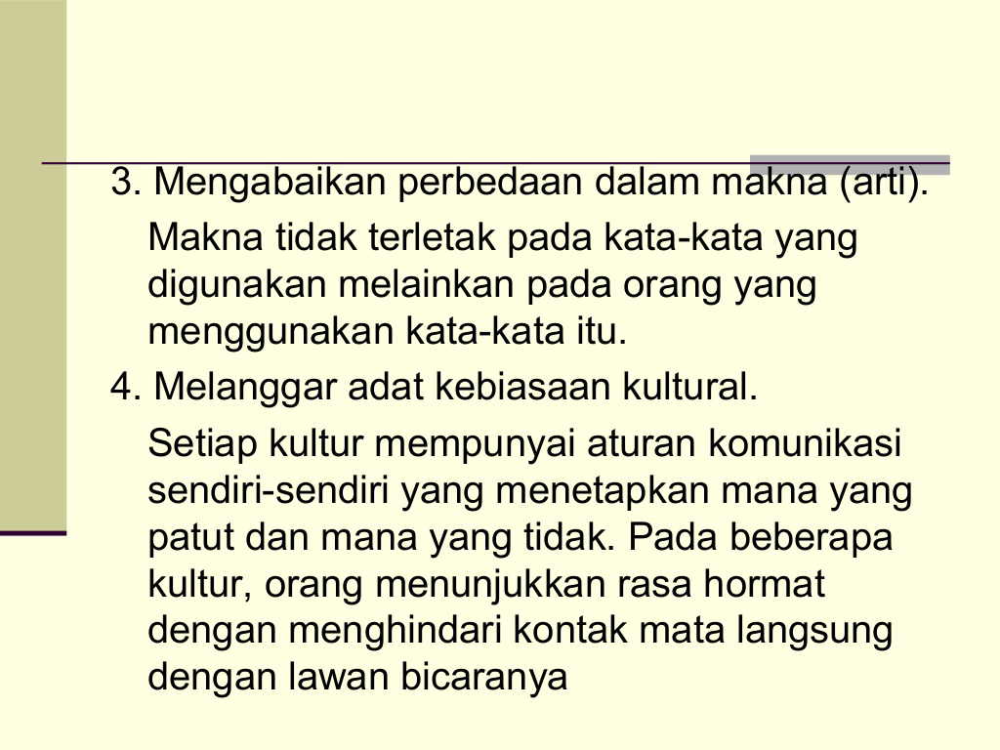 3. Mengabaikan perbedaan dalam makna (arti).
Makna tidak terletak pada kata-kata yang
digunakan melainkan pada orang yang
menggunakan kata-kata itu.
4. Melanggar adat kebiasaan kultural.
Setiap kultur mempunyai aturan komunikasi
sendiri-sendiri yang menetapkan mana yang
patut dan mana yang tidak. Pada beberapa
kultur, orang menunjukkan rasa hormat
dengan menghindari kontak mata langsung
dengan lawan bicaranya